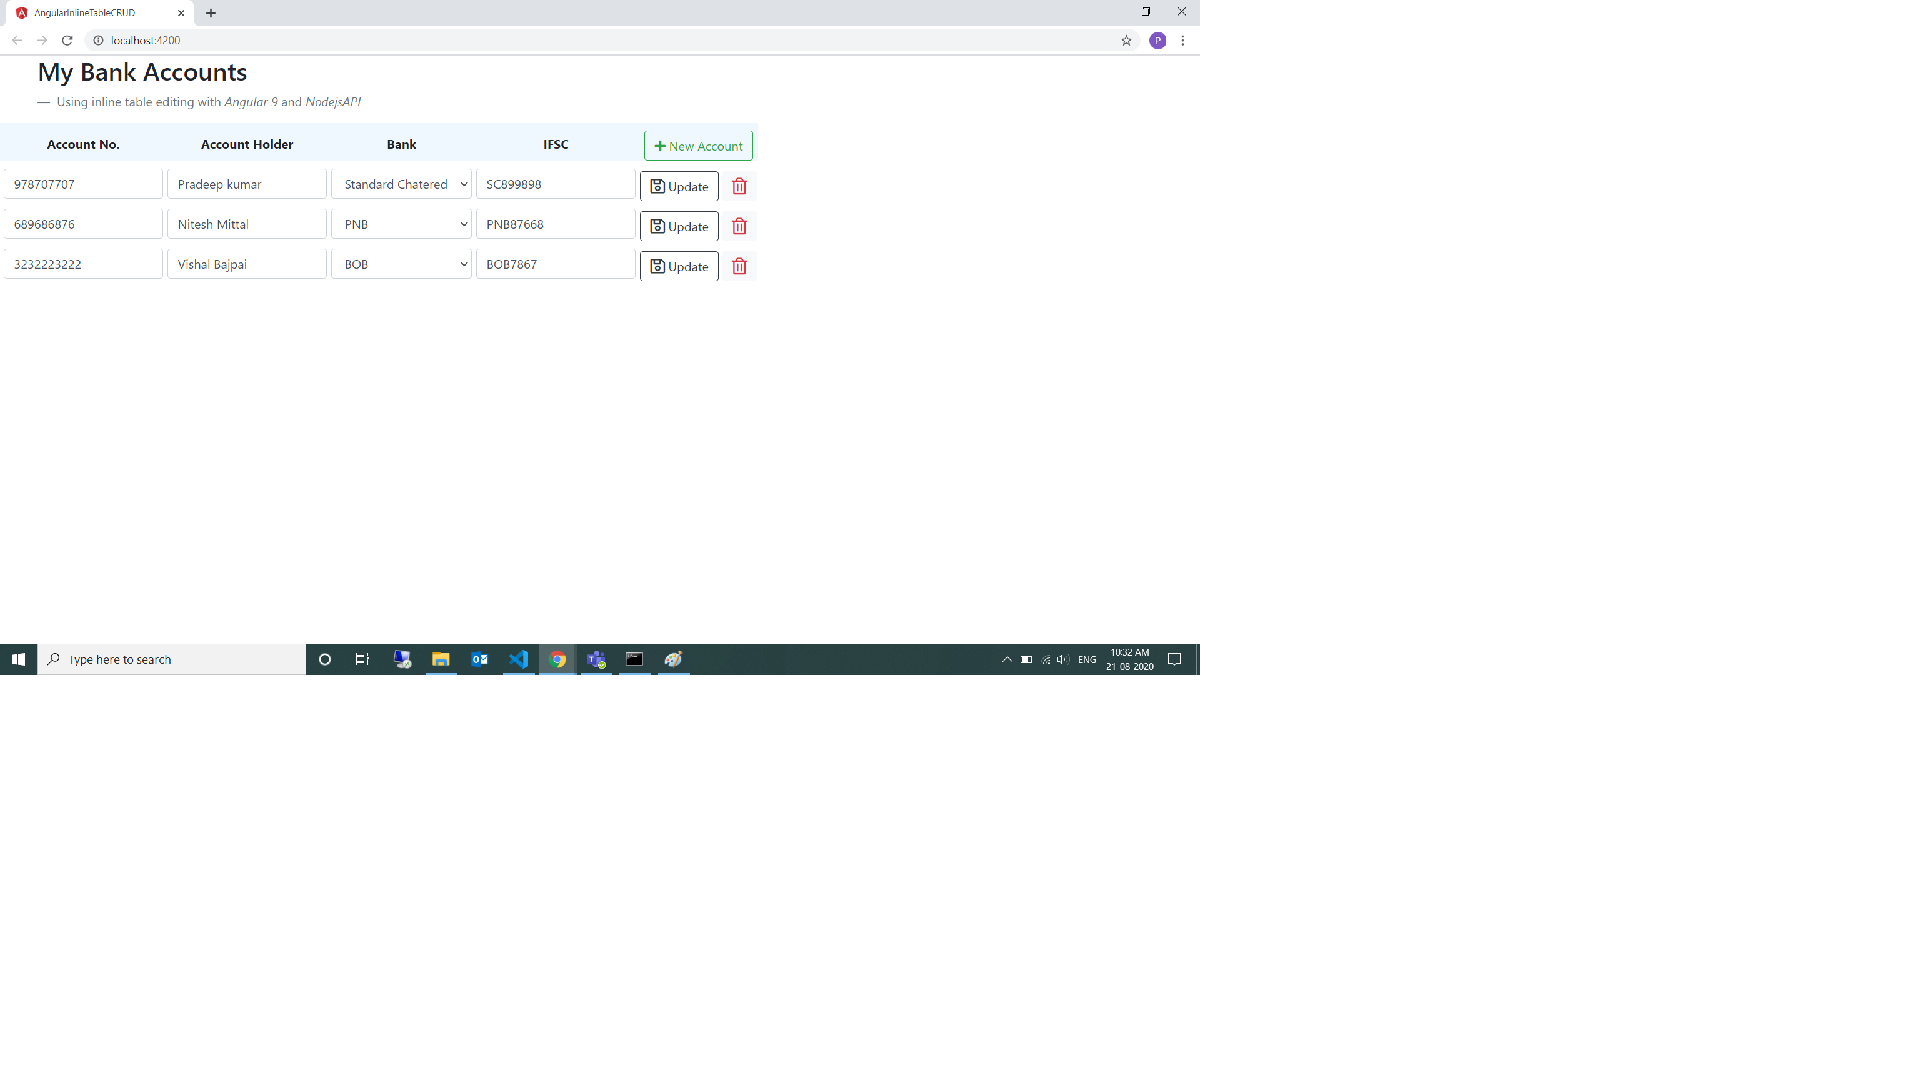 AngularInlineTableCRUD
localhost:4200
P
My Bank Accounts
— Using inline table editing with Angular 9 and NodejsAPI
Account No. Account Holder Bank IFSC New Account
978707707 Pradeep kumar Standard Chatered SC899898 Update
689686876 Nitesh Mittal PNB PNB87668 Update
3232223222 Vishal Bajpai BOB BOB7867 Update
Type here to search
ENG
10:32 AM
21-08-2020